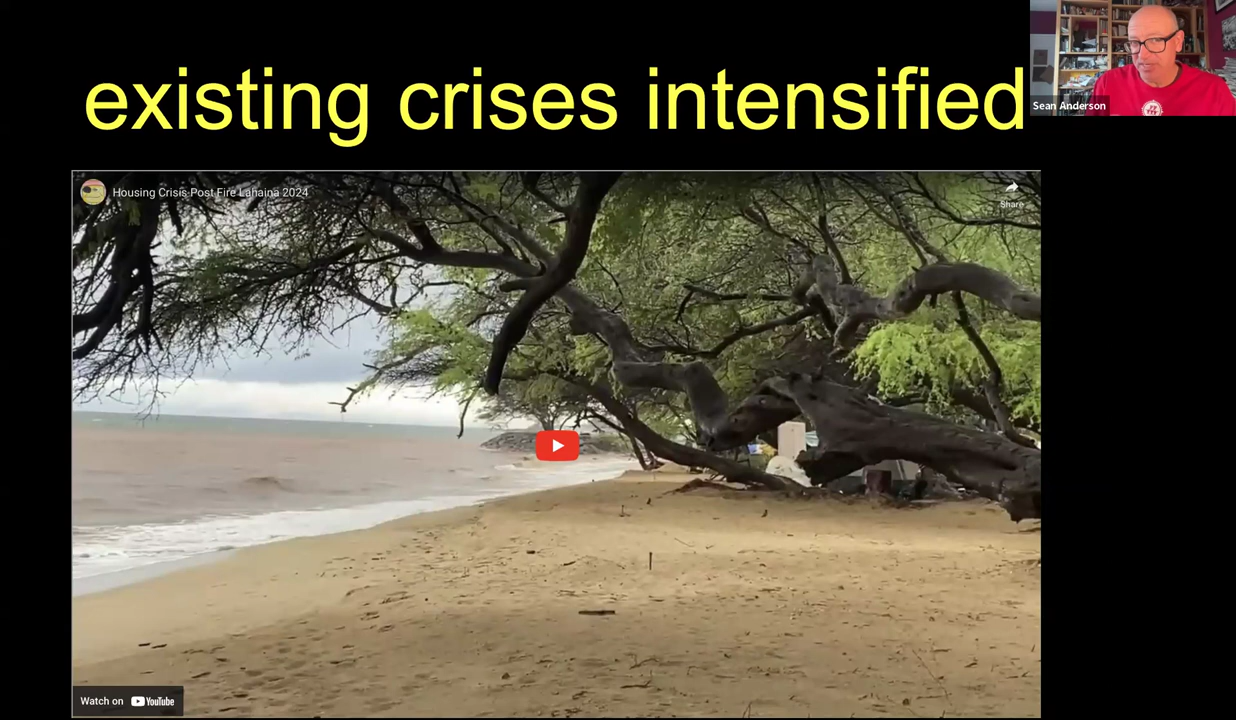 existing crises intensified
Sean Anderson
Housing Crisis Post Fire Lahaina 2024
Share
Watch on YouTube